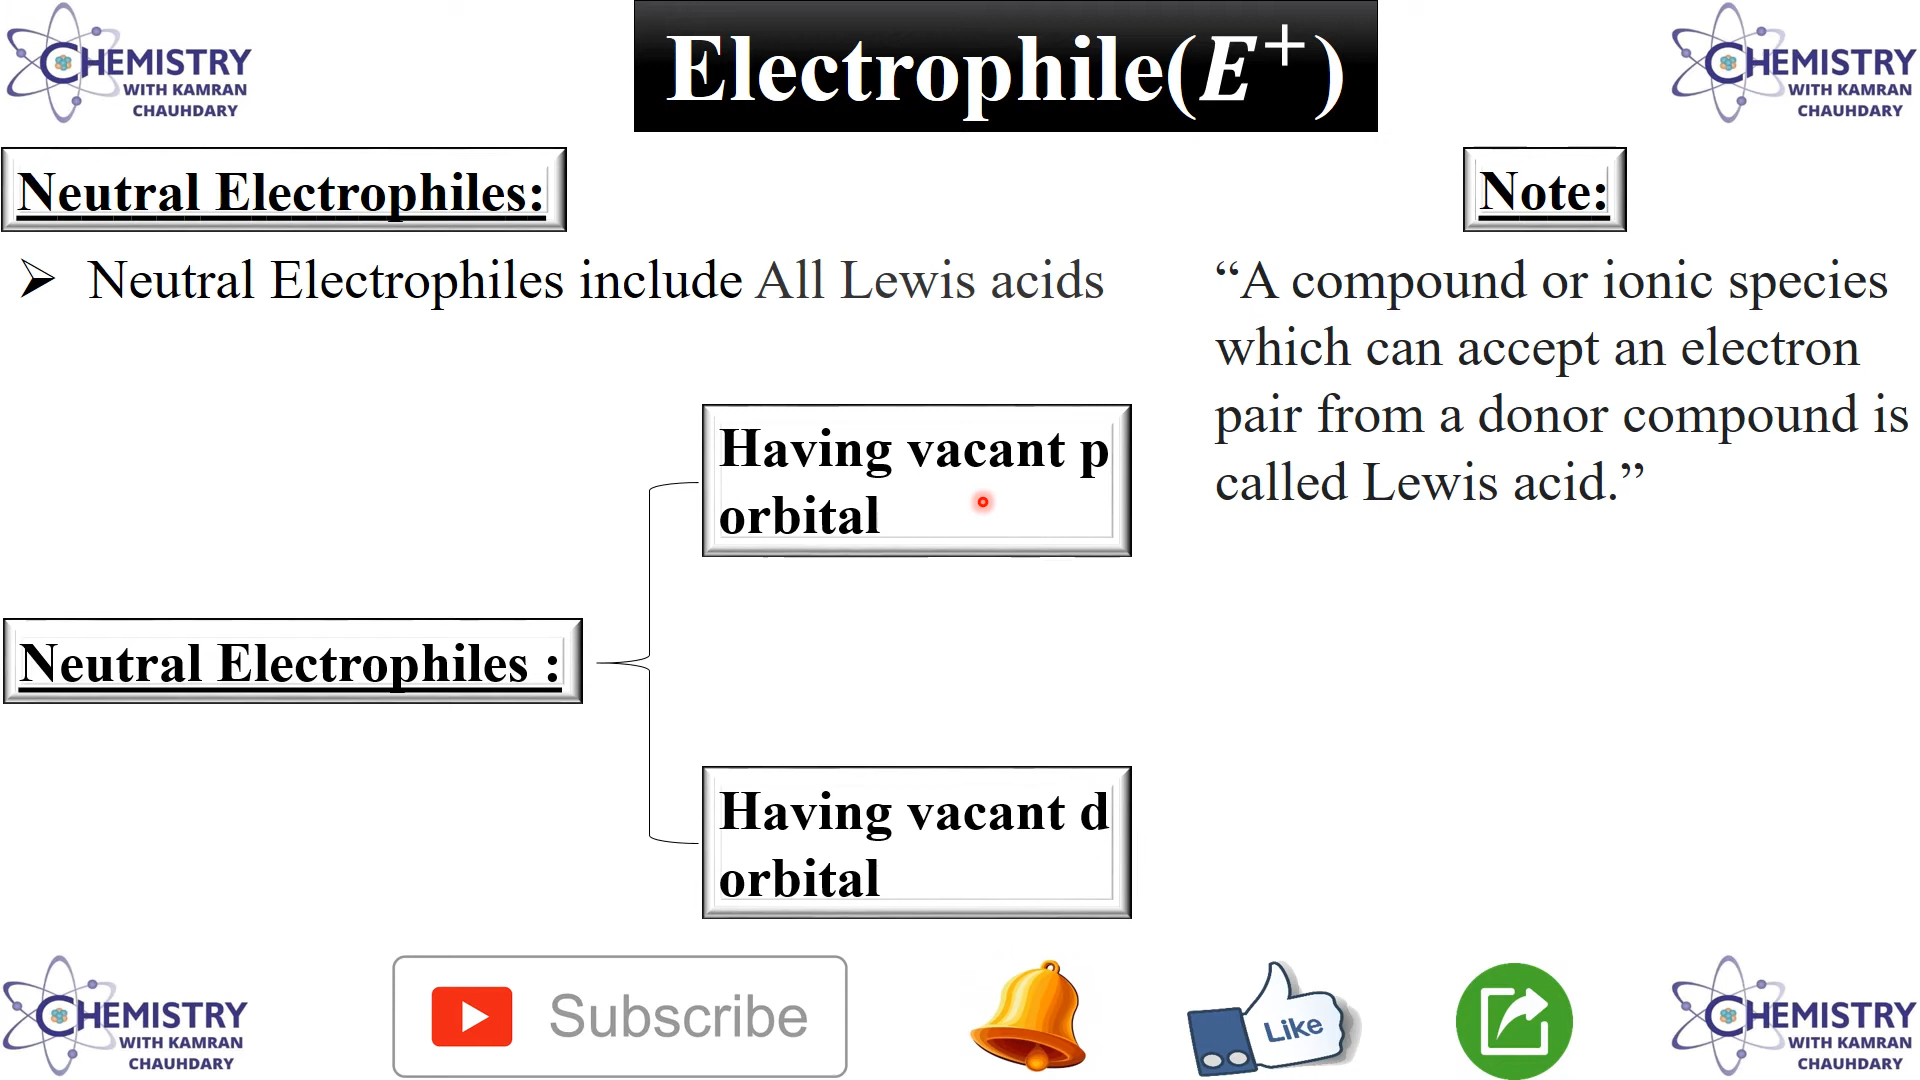 CHEMISTRY
WITH KAMRAN
CHAUHDARY
Electrophile(E⁺)
CHEMISTRY
WITH KAMRAN
CHAUHDARY
Neutral Electrophiles:
Note:
➢ Neutral Electrophiles include All Lewis acids
“A compound or ionic species
which can accept an electron
pair from a donor compound is
called Lewis acid.”
Having vacant p
orbital
Neutral Electrophiles :
Having vacant d
orbital
CHEMISTRY
WITH KAMRAN
CHAUHDARY
Subscribe
Like
CHEMISTRY
WITH KAMRAN
CHAUHDARY